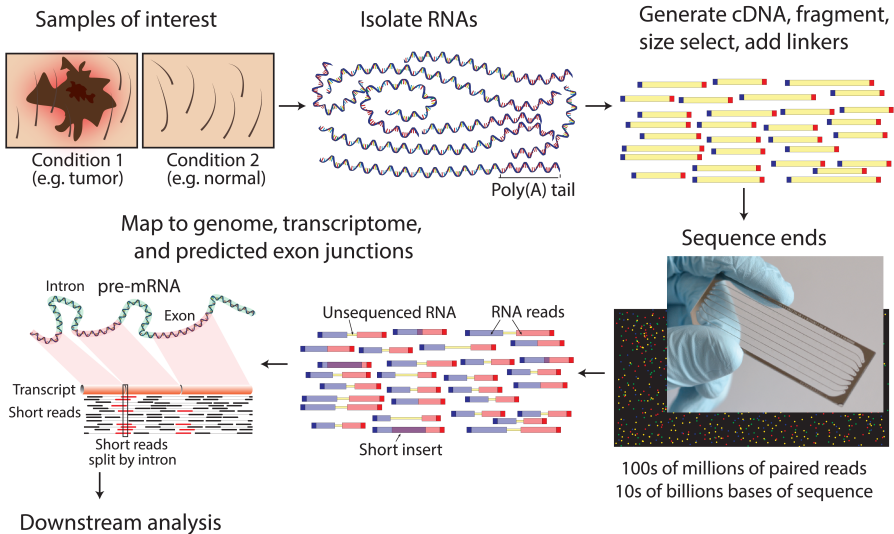 Samples of interest
Condition 1
(e.g. tumor)
Condition 2
(e.g. normal)
Isolate RNAs
Poly(A) tail
Generate cDNA, fragment,
size select, add linkers
Sequence ends
100s of millions of paired reads
10s of billions bases of sequence
Unsequenced RNA
RNA reads
Short insert
Map to genome, transcriptome,
and predicted exon junctions
Intron
pre-mRNA
Exon
Transcript
Short reads
Short reads
split by intron
Downstream analysis